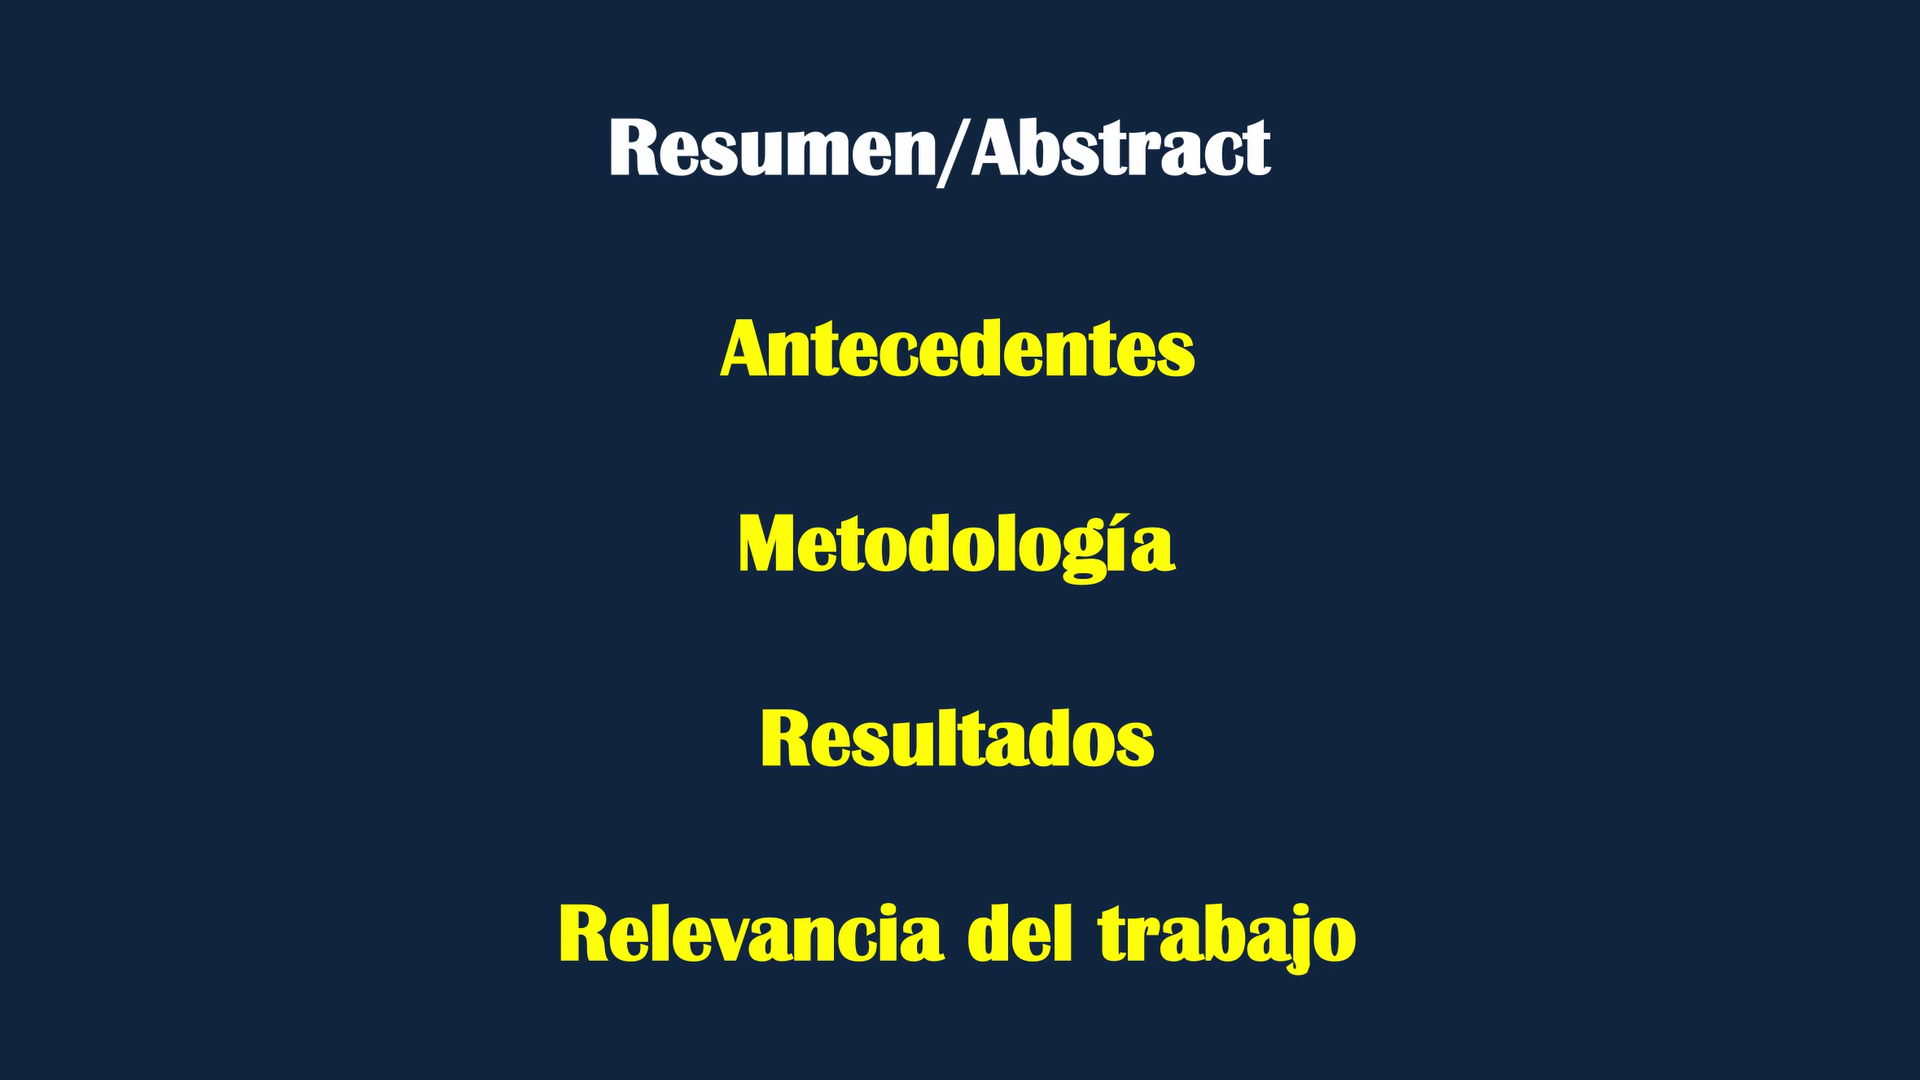 Resumen/Abstract
Antecedentes
Metodología
Resultados
Relevancia del trabajo